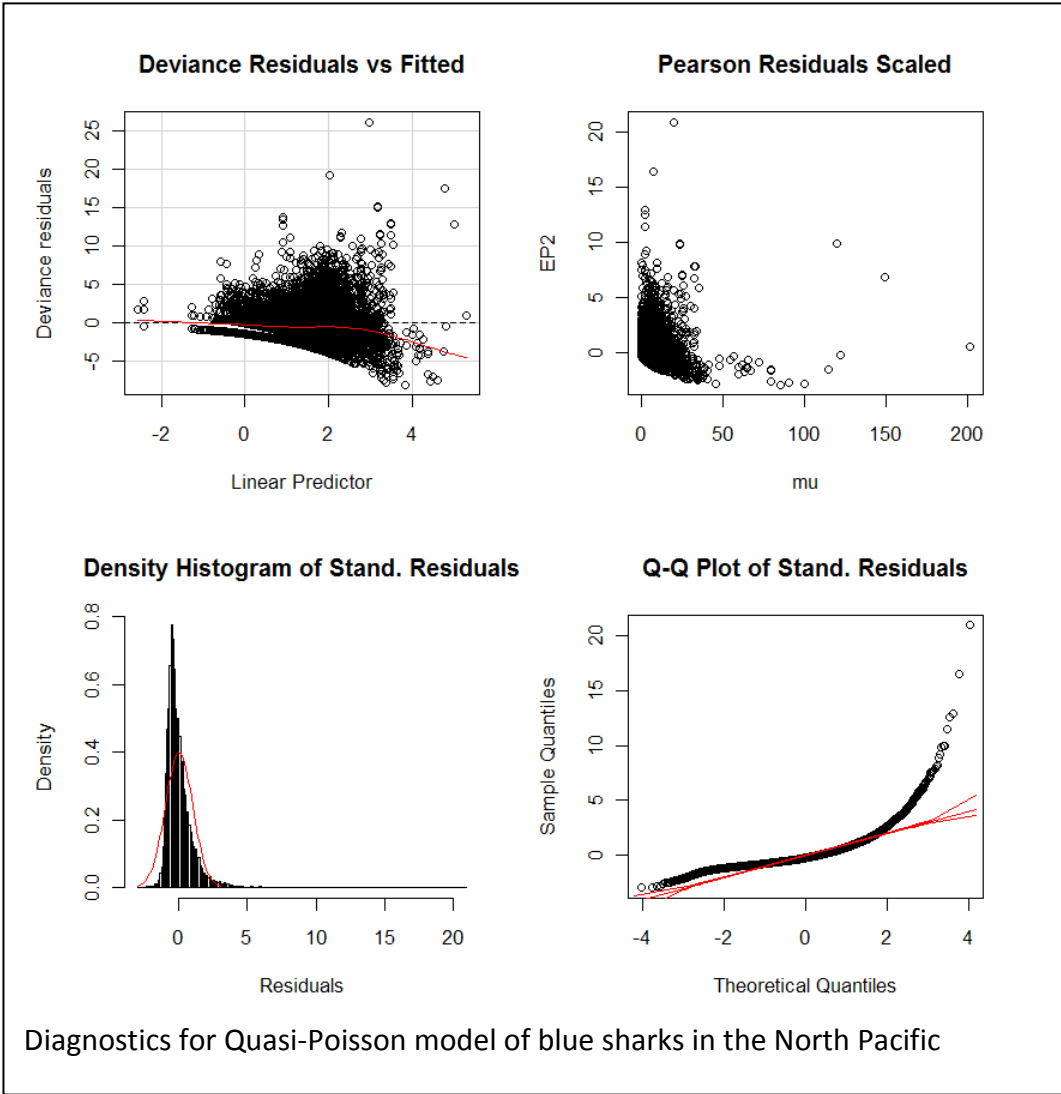 Deviance Residuals vs Fitted
Deviance residuals
25
20
15
10
5
0
-5
-2 0 2 4
Linear Predictor
Pearson Residuals Scaled
EP2
20
15
10
5
0
0 50 100 150 200
mu
Density Histogram of Stand. Residuals
Density
0.8
0.6
0.4
0.2
0.0
0 5 10 15 20
Residuals
Q-Q Plot of Stand. Residuals
Sample Quantiles
20
15
10
5
0
-4 -2 0 2 4
Theoretical Quantiles
Diagnostics for Quasi-Poisson model of blue sharks in the North Pacific